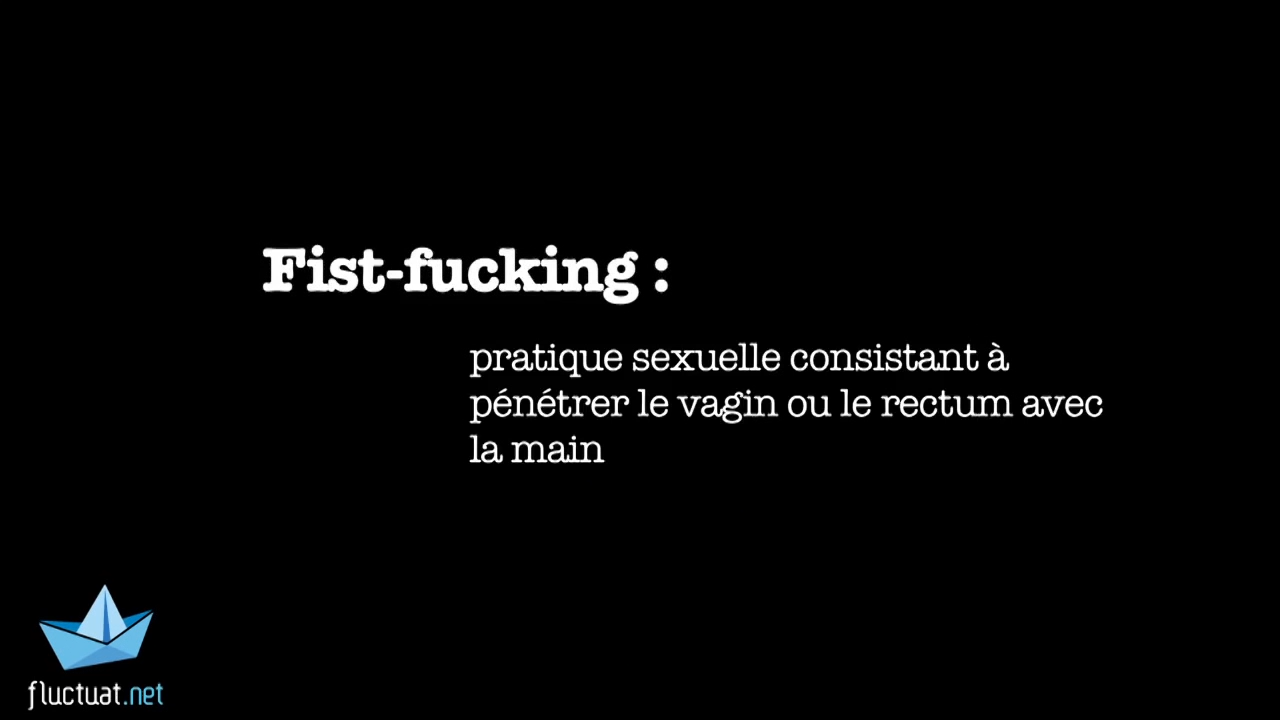 Fist-fucking :
pratique sexuelle consistant à
pénétrer le vagin ou le rectum avec
la main
fluctuat.net